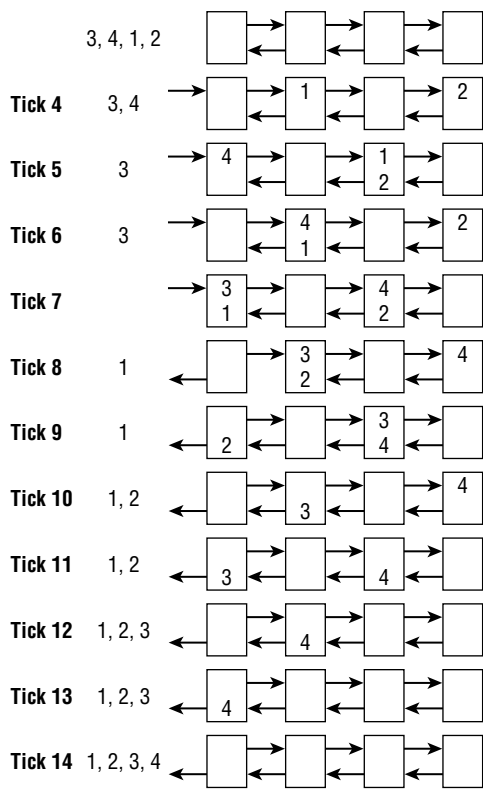 3, 4, 1, 2
Tick 4 3, 4 1 2
Tick 5 3 4 1
2
Tick 6 3 4 2
1
Tick 7 3 4
1 2
Tick 8 1 3 4
2
Tick 9 1 3
2 4
Tick 10 1, 2 4
3
Tick 11 1, 2
3 4
Tick 12 1, 2, 3
4
Tick 13 1, 2, 3
4
Tick 14 1, 2, 3, 4